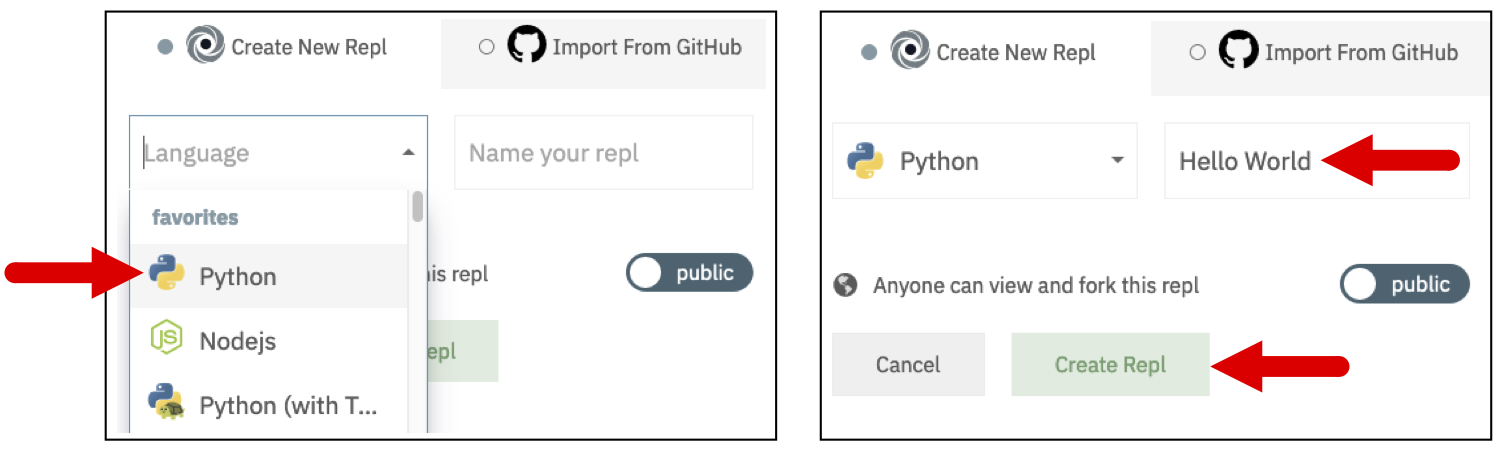 Create New Repl
Import From GitHub
Language
Name your repl
favorites
Python
his repl
public
Nodejs
epl
Python (with T...
Create New Repl
Import From GitHub
Python
Hello World
Anyone can view and fork this repl
public
Cancel
Create Repl